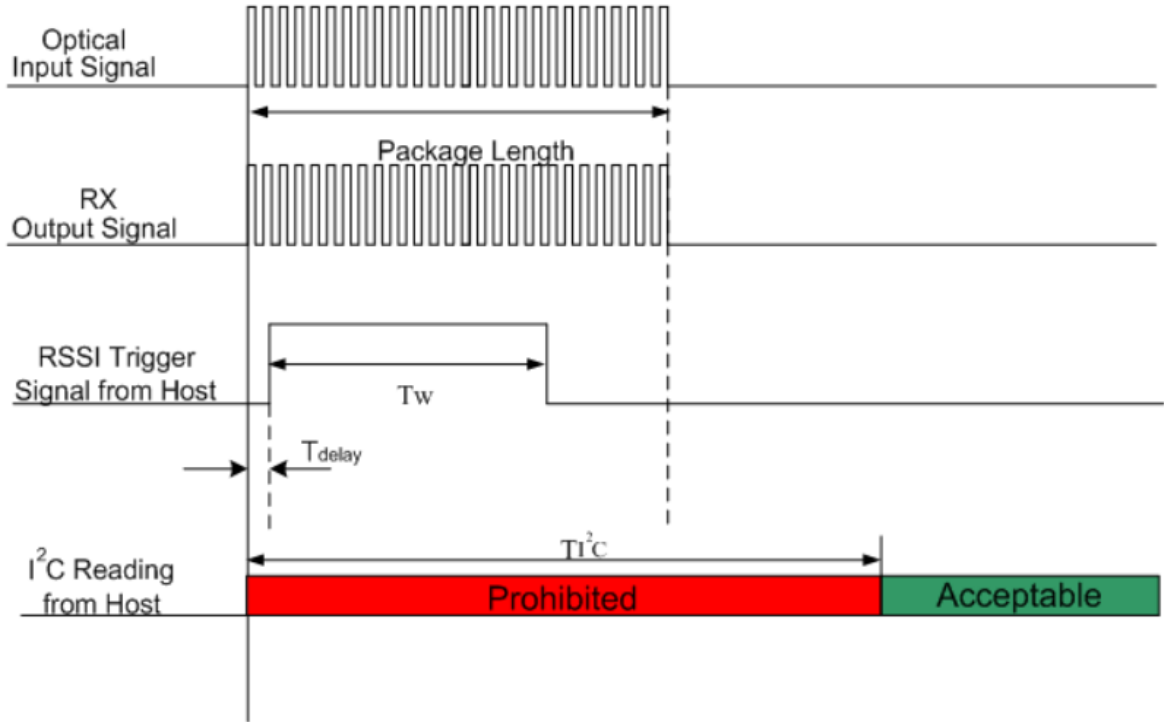 Optical
Input Signal
Package Length
RX
Output Signal
RSSI Trigger
Signal from Host
Tw
Tdelay
TI²C
I²C Reading
from Host
Prohibited
Acceptable